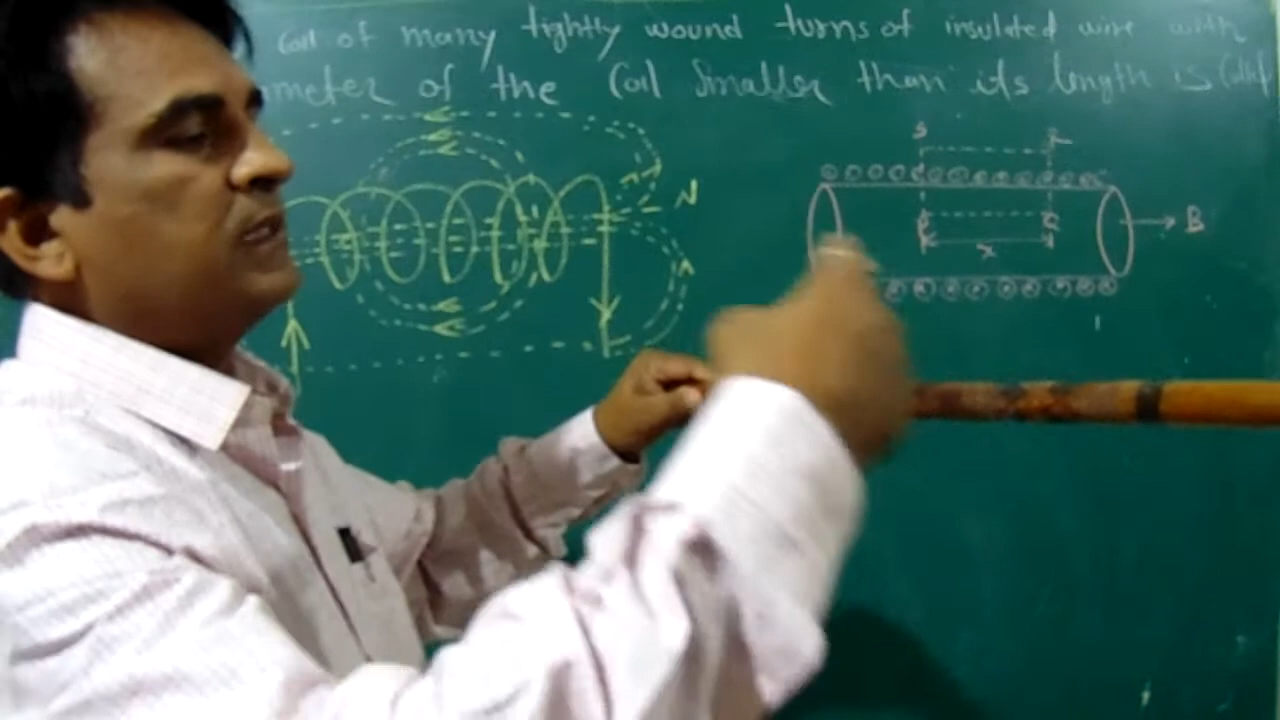 Coil of many tightly wound turns of insulated wire with
meter of the Coil Smaller than its length is
N
B
x